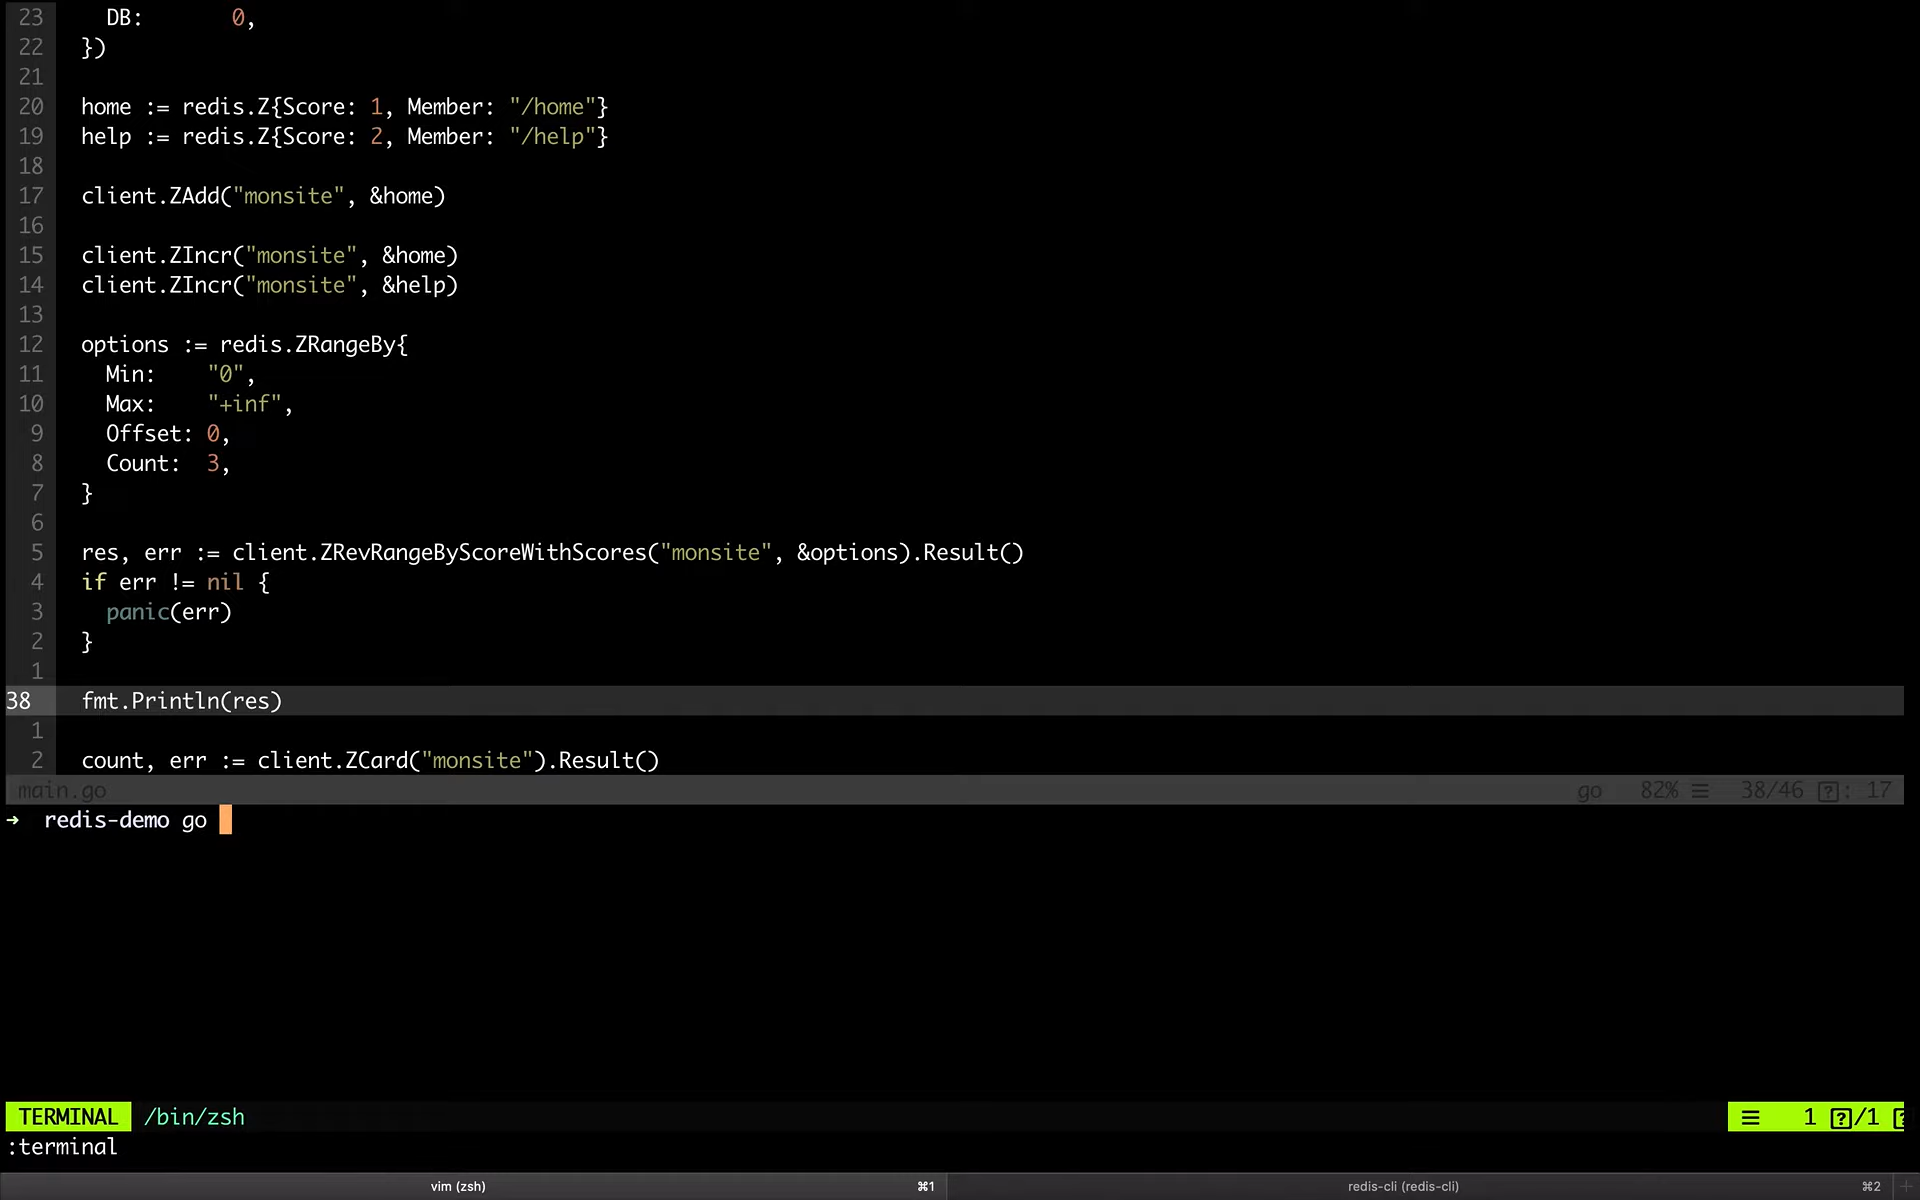 23 DB: 0,
22 })
21
20 home := redis.Z{Score: 1, Member: "/home"}
19 help := redis.Z{Score: 2, Member: "/help"}
18
17 client.ZAdd("monsite", &home)
16
15 client.ZIncr("monsite", &home)
14 client.ZIncr("monsite", &help)
13
12 options := redis.ZRangeBy{
11 Min: "0",
10 Max: "+inf",
9 Offset: 0,
8 Count: 3,
7 }
6
5 res, err := client.ZRevRangeByScoreWithScores("monsite", &options).Result()
4 if err != nil {
3 panic(err)
2 }
1
38 fmt.Println(res)
1
2 count, err := client.ZCard("monsite").Result()
main.go go 82% ☰ 38/46 [?]: 17
→ redis-demo go
TERMINAL /bin/zsh ☰ 1 [?]/1 [?]
:terminal
vim (zsh) ⌘1 redis-cli (redis-cli) ⌘2 +